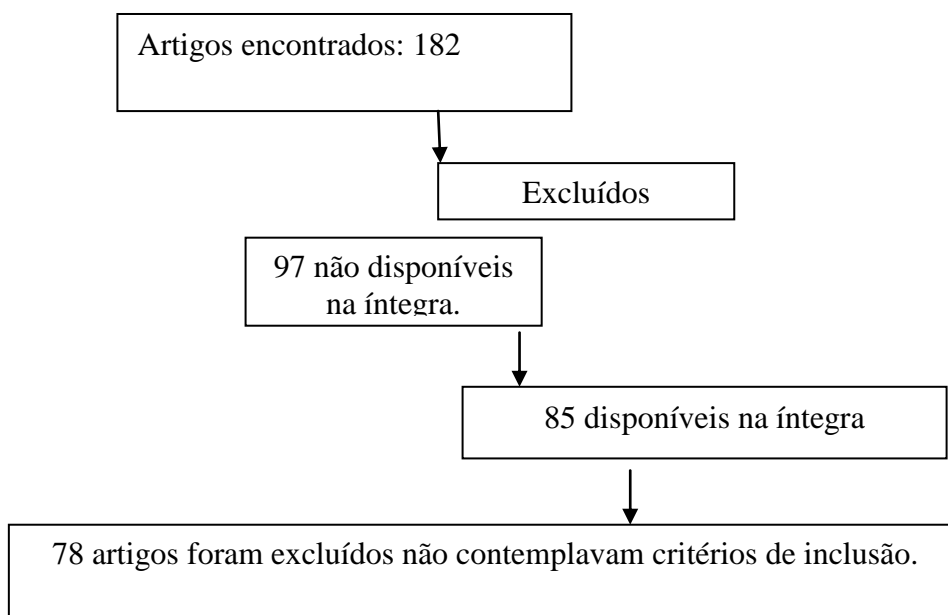 Artigos encontrados: 182
Excluídos
97 não disponíveis
na íntegra.
85 disponíveis na íntegra
78 artigos foram excluídos não contemplavam critérios de inclusão.